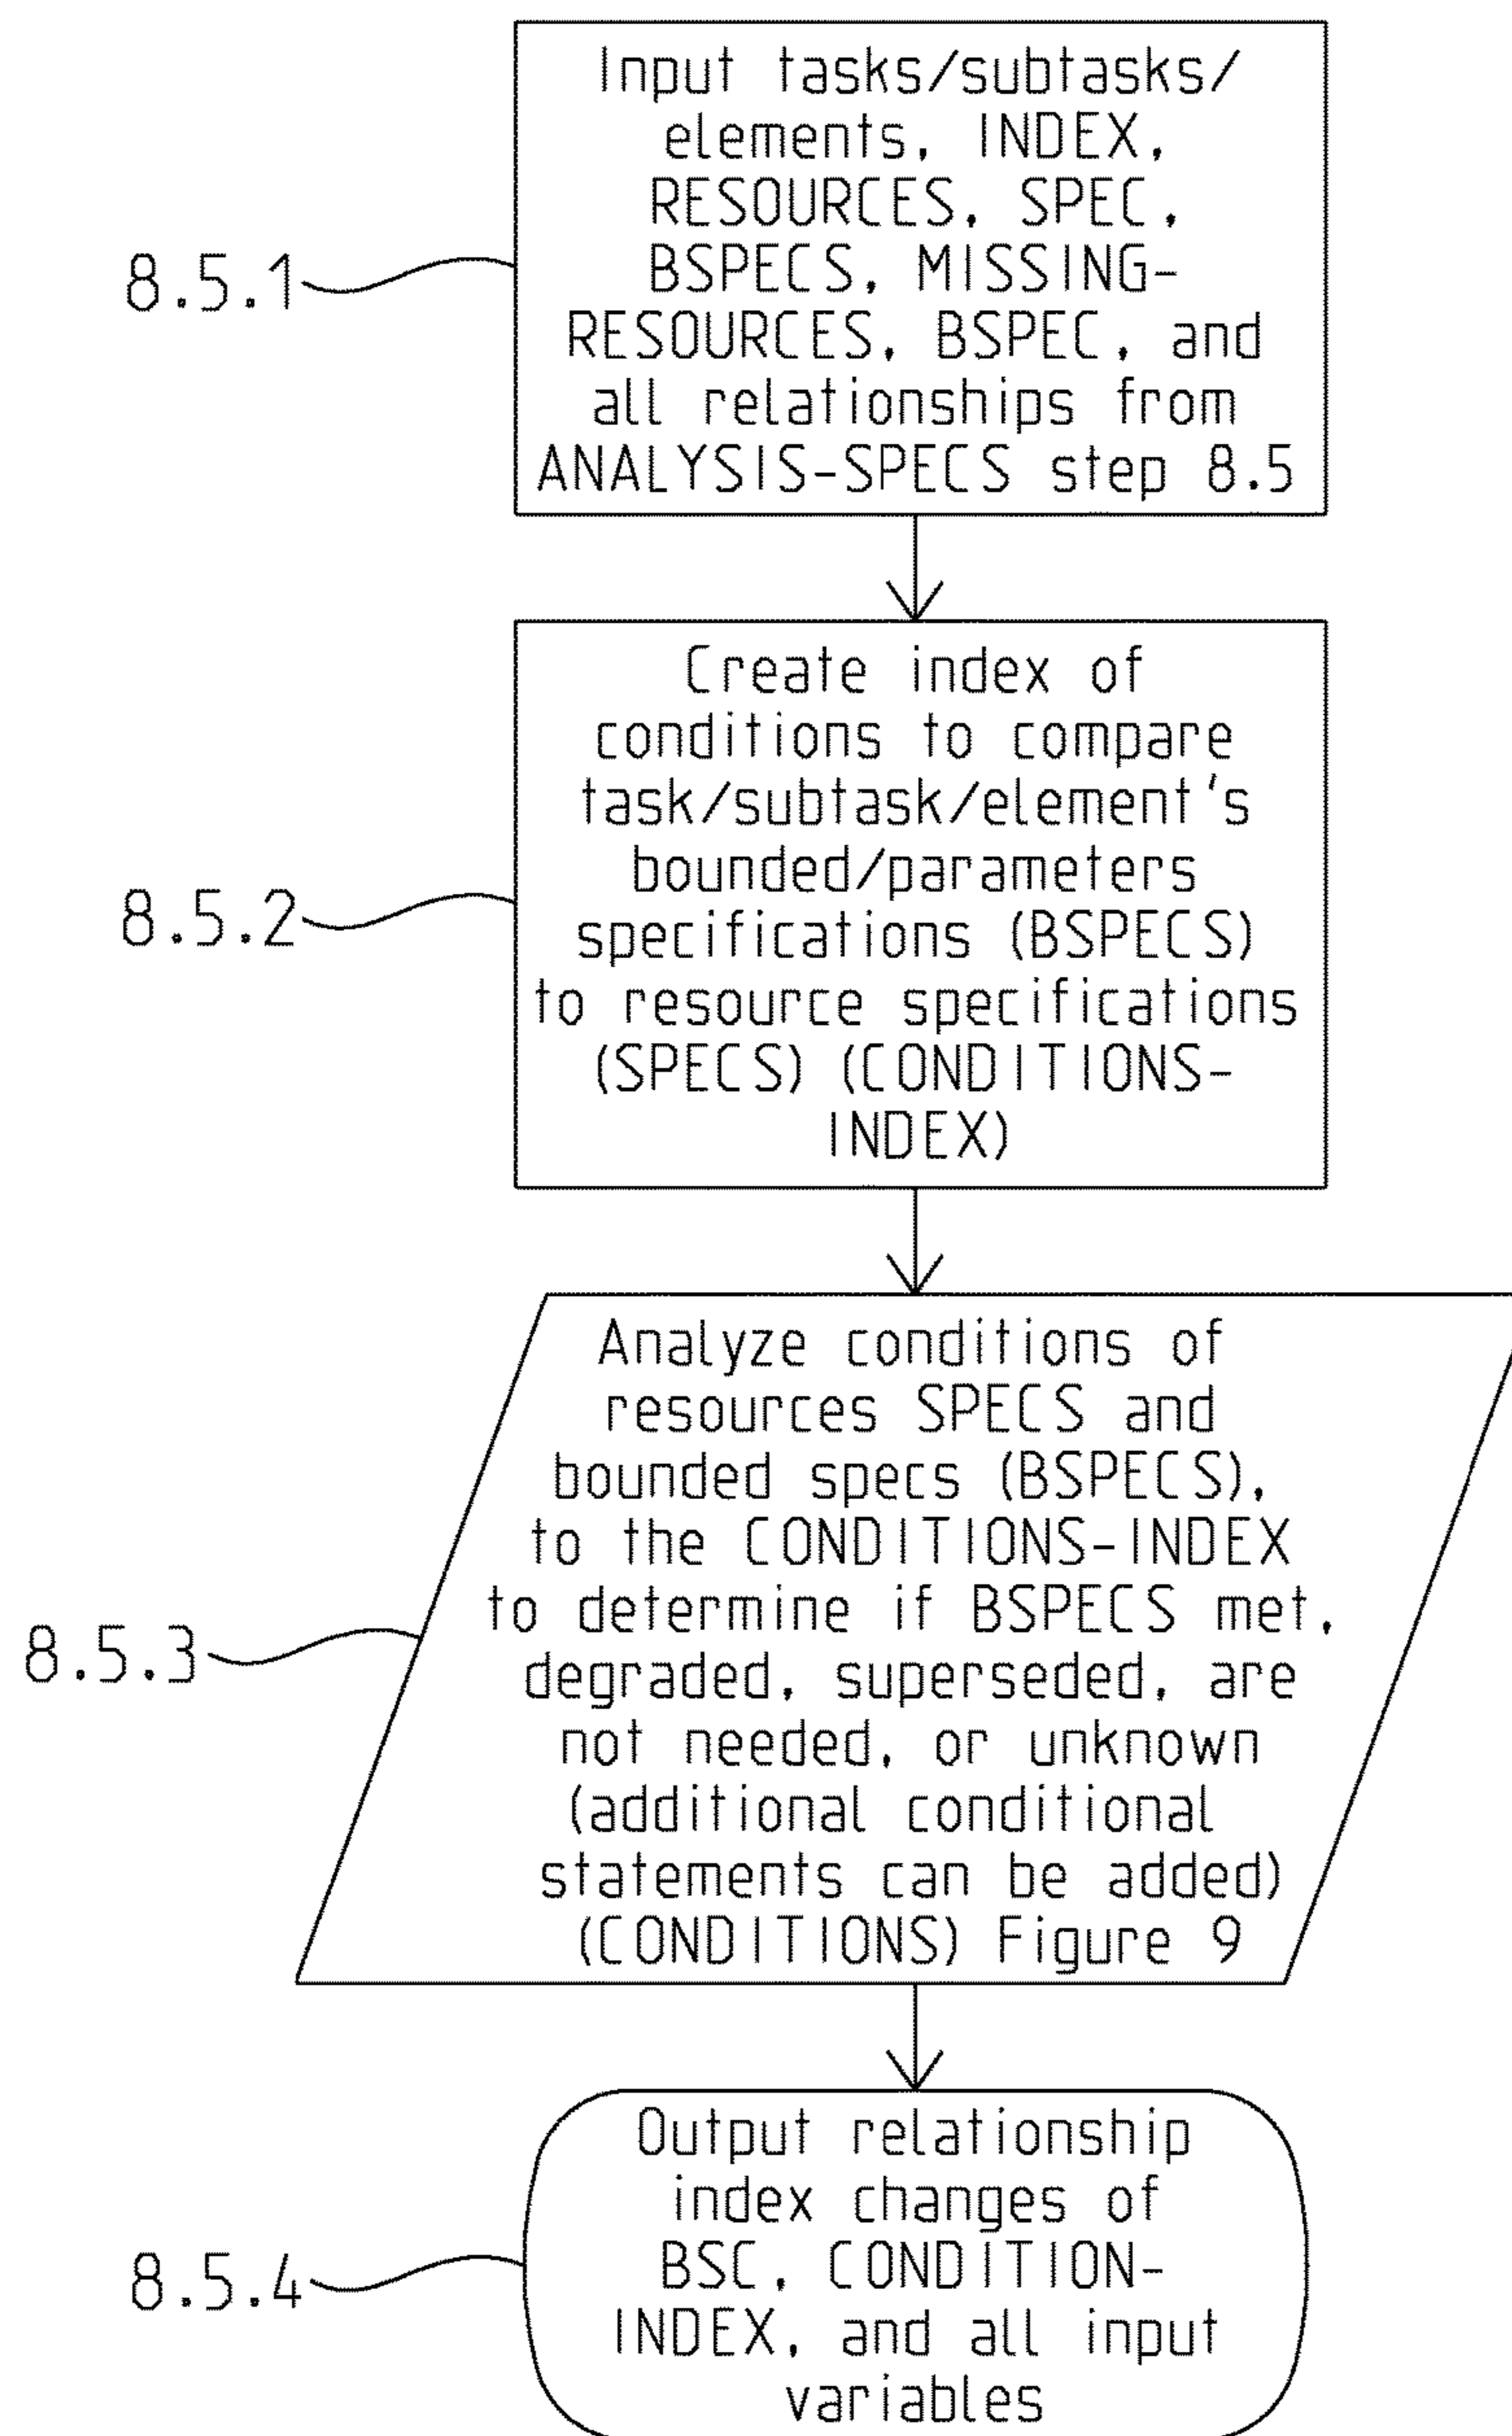 Input tasks/subtasks/
elements, INDEX,
RESOURCES, SPEC,
BSPECS, MISSING-
RESOURCES, BSPEC, and
all relationships from
ANALYSIS-SPECS step 8.5
8.5.1
Create index of
conditions to compare
task/subtask/element's
bounded/parameters
specifications (BSPECS)
to resource specifications
(SPECS) (CONDITIONS-
INDEX)
8.5.2
Analyze conditions of
resources SPECS and
bounded specs (BSPECS),
to the CONDITIONS-INDEX
to determine if BSPECS met,
degraded, superseded, are
not needed, or unknown
(additional conditional
statements can be added)
(CONDITIONS) Figure 9
8.5.3
Output relationship
index changes of
BSC, CONDITION-
INDEX, and all input
variables
8.5.4